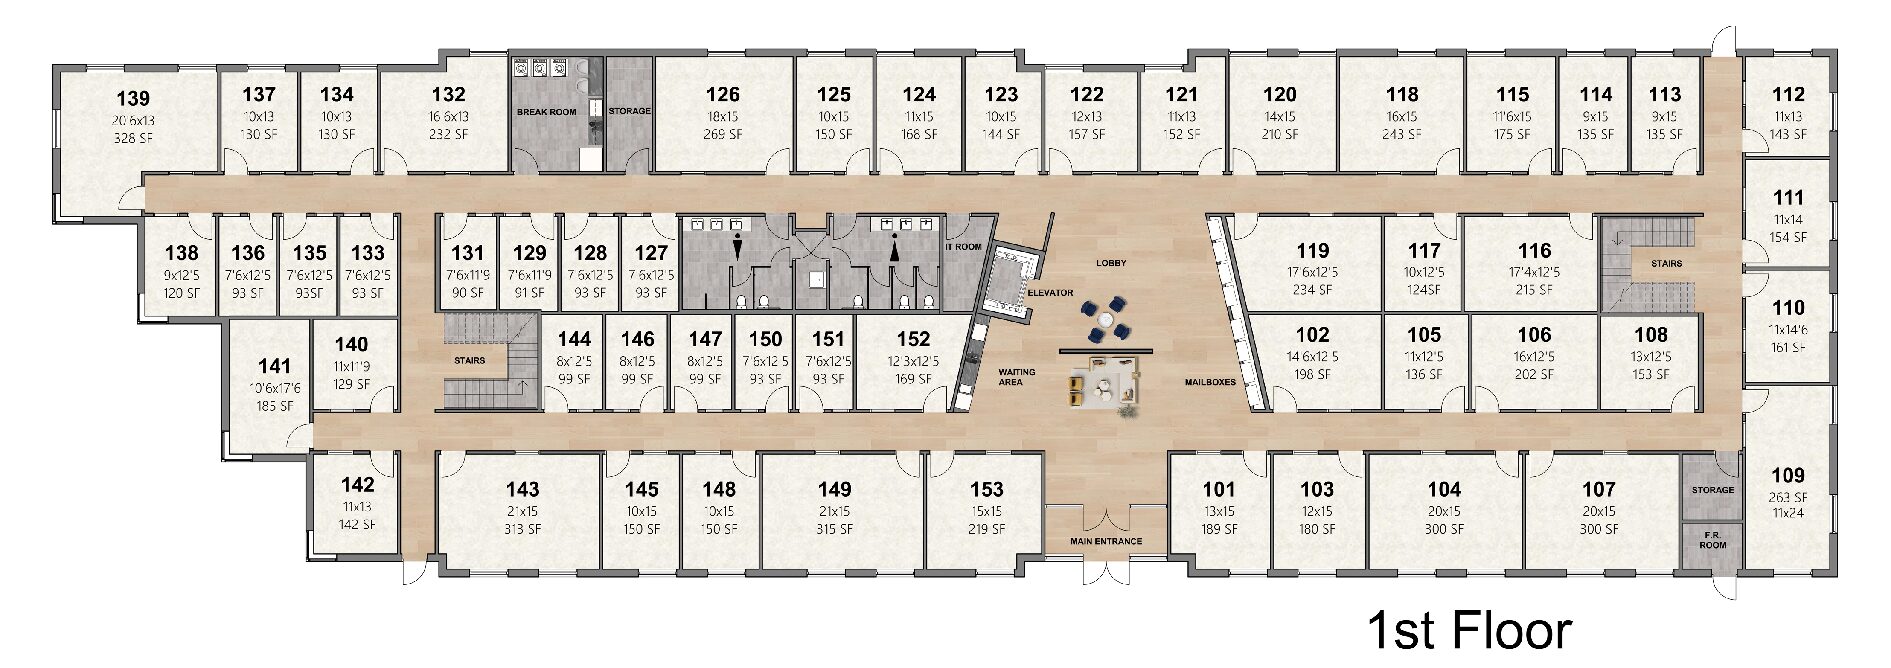 139
20'6x13
328 SF
137
10x13
130 SF
134
10x13
130 SF
132
16'6x13
232 SF
BREAK ROOM
STORAGE
126
18x15
269 SF
125
10x15
150 SF
124
11x15
168 SF
123
10x15
144 SF
122
12x13
157 SF
121
11x13
152 SF
120
14x15
210 SF
118
16x15
243 SF
115
11'6x15
175 SF
114
9x15
135 SF
113
9x15
135 SF
112
11x13
143 SF
111
11x14
154 SF
138
9x12'5
120 SF
136
7'6x12'5
93 SF
135
7'6x12'5
93SF
133
7'6x12'5
93 SF
131
7'6x11'9
90 SF
129
7'6x11'9
91 SF
128
7'6x12'5
93 SF
127
7'6x12'5
93 SF
IT ROOM
ELEVATOR
LOBBY
119
17'6x12'5
234 SF
117
10x12'5
124SF
116
17'4x12'5
215 SF
STAIRS
110
11x14'6
161 SF
141
10'6x17'6
185 SF
140
11x11'9
129 SF
STAIRS
144
8x12'5
99 SF
146
8x12'5
99 SF
147
8x12'5
99 SF
150
7'6x12'5
93 SF
151
7'6x12'5
93 SF
152
12'3x12'5
169 SF
WAITING
AREA
MAILBOXES
102
14'6x12'5
198 SF
105
11x12'5
136 SF
106
16x12'5
202 SF
108
13x12'5
153 SF
142
11x13
142 SF
143
21x15
313 SF
145
10x15
150 SF
148
10x15
150 SF
149
21x15
315 SF
153
15x15
219 SF
MAIN ENTRANCE
101
13x15
189 SF
103
12x15
180 SF
104
20x15
300 SF
107
20x15
300 SF
STORAGE
F.R.
ROOM
109
263 SF
11x24
1st Floor